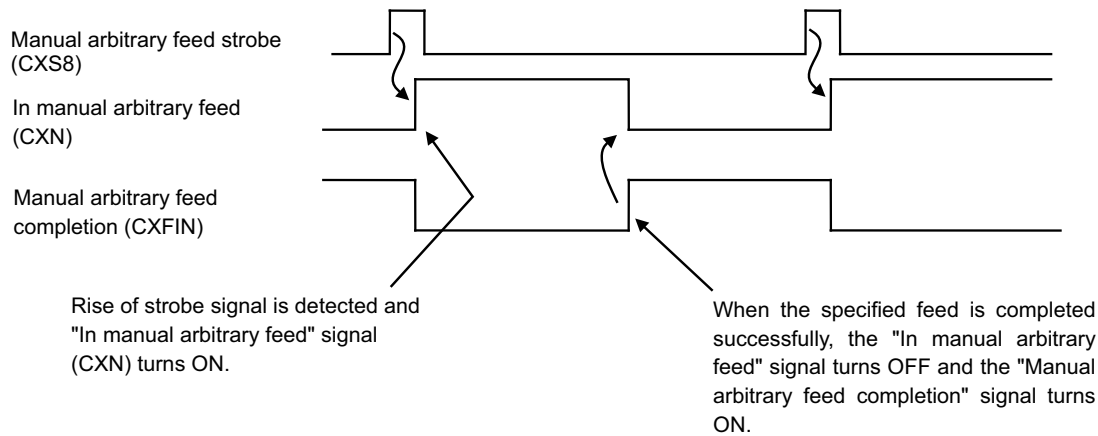 Manual arbitrary feed strobe
(CXS8)
In manual arbitrary feed
(CXN)
Manual arbitrary feed
completion (CXFIN)
Rise of strobe signal is detected and
"In manual arbitrary feed" signal
(CXN) turns ON.
When the specified feed is completed
successfully, the "In manual arbitrary
feed" signal turns OFF and the "Manual
arbitrary feed completion" signal turns
ON.